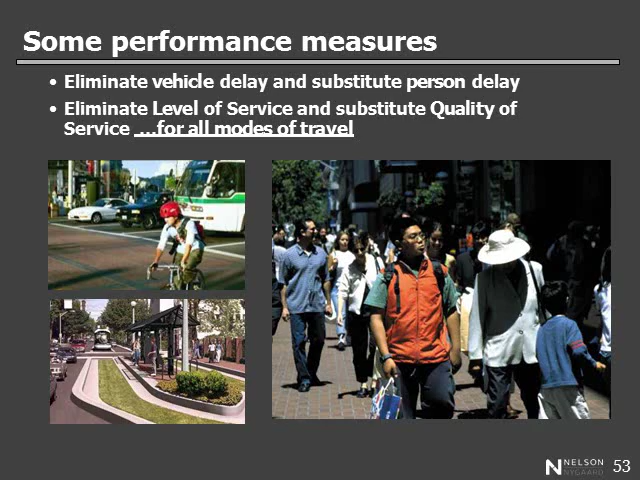 Some performance measures
• Eliminate vehicle delay and substitute person delay
• Eliminate Level of Service and substitute Quality of
Service ...for all modes of travel
NELSON
NYGAARD
53